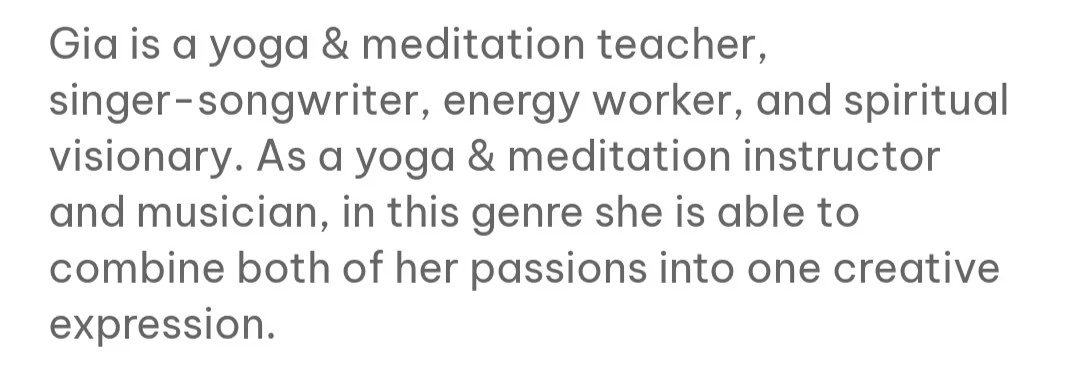 Gia is a yoga & meditation teacher,
singer-songwriter, energy worker, and spiritual
visionary. As a yoga & meditation instructor
and musician, in this genre she is able to
combine both of her passions into one creative
expression.